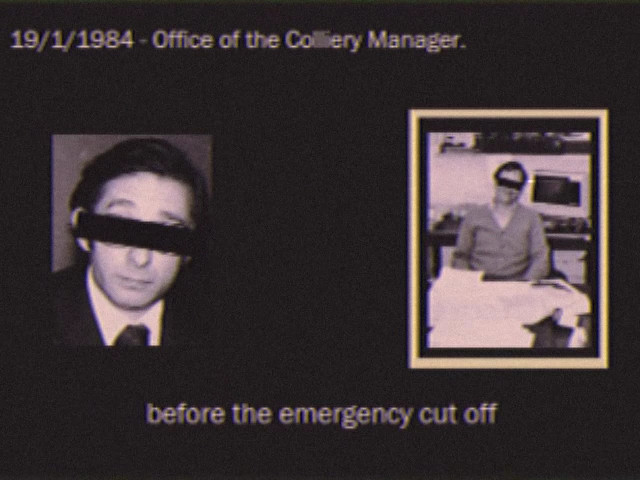 19/1/1984 - Office of the Colliery Manager.
before the emergency cut off